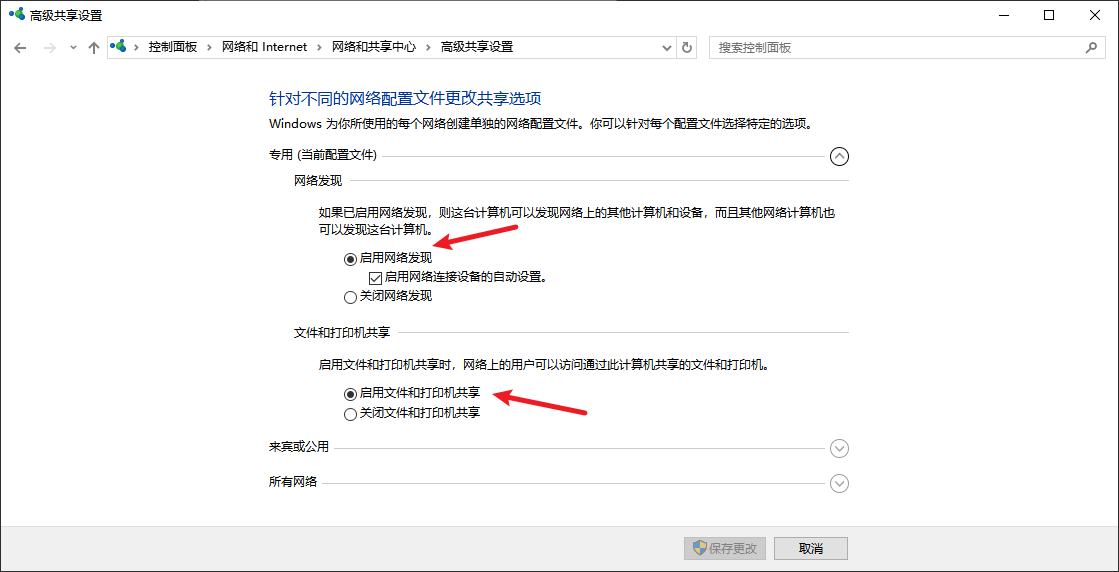 高级共享设置
控制面板 › 网络和 Internet › 网络和共享中心 › 高级共享设置
搜索控制面板
针对不同的网络配置文件更改共享选项
Windows 为你所使用的每个网络创建单独的网络配置文件。你可以针对每个配置文件选择特定的选项。
专用 (当前配置文件)
网络发现
如果已启用网络发现，则这台计算机可以发现网络上的其他计算机和设备，而且其他网络计算机也
可以发现这台计算机。
启用网络发现
启用网络连接设备的自动设置。
关闭网络发现
文件和打印机共享
启用文件和打印机共享时，网络上的用户可以访问通过此计算机共享的文件和打印机。
启用文件和打印机共享
关闭文件和打印机共享
来宾或公用
所有网络
保存更改
取消